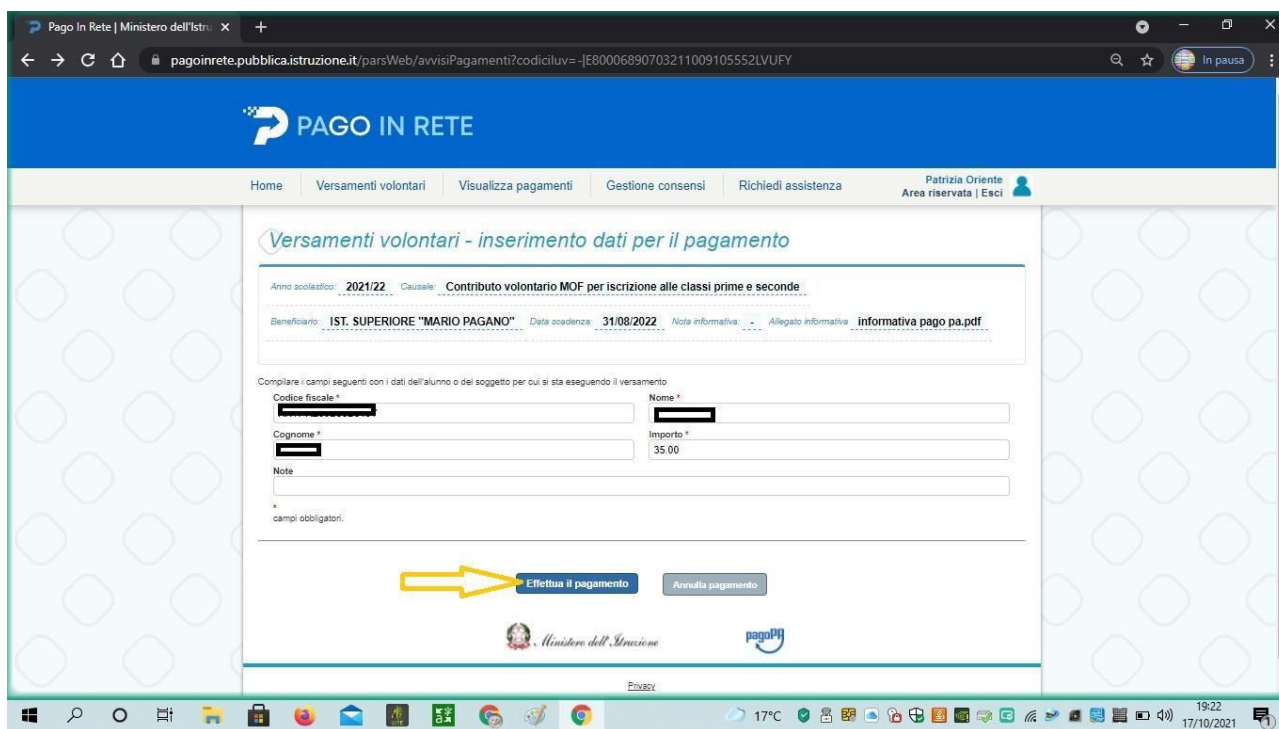 Pago In Rete | Ministero dell'Istru
pagoinrete.pubblica.istruzione.it/parsWeb/avvisiPagamenti?codiciluv=-|E80006890703211009105552LVUFY
In pausa
PAGO IN RETE
Home Versamenti volontari Visualizza pagamenti Gestione consensi Richiedi assistenza
Patrizia Oriente
Area riservata | Esci
Versamenti volontari - inserimento dati per il pagamento
Anno scolastico: 2021/22 Causale: Contributo volontario MOF per iscrizione alle classi prime e seconde
Beneficiario: IST. SUPERIORE "MARIO PAGANO" Data scadenza: 31/08/2022 Nota informativa: - Allegato informativa informativa pago pa.pdf
Compilare i campi seguenti con i dati dell'alunno o del soggetto per cui si sta eseguendo il versamento
Codice fiscale * Nome *
Cognome * Importo *
35.00
Note
*
campi obbligatori.
Effettua il pagamento Annulla pagamento
Ministero dell'Istruzione pagoPA
Privacy
17°C
19:22
17/10/2021